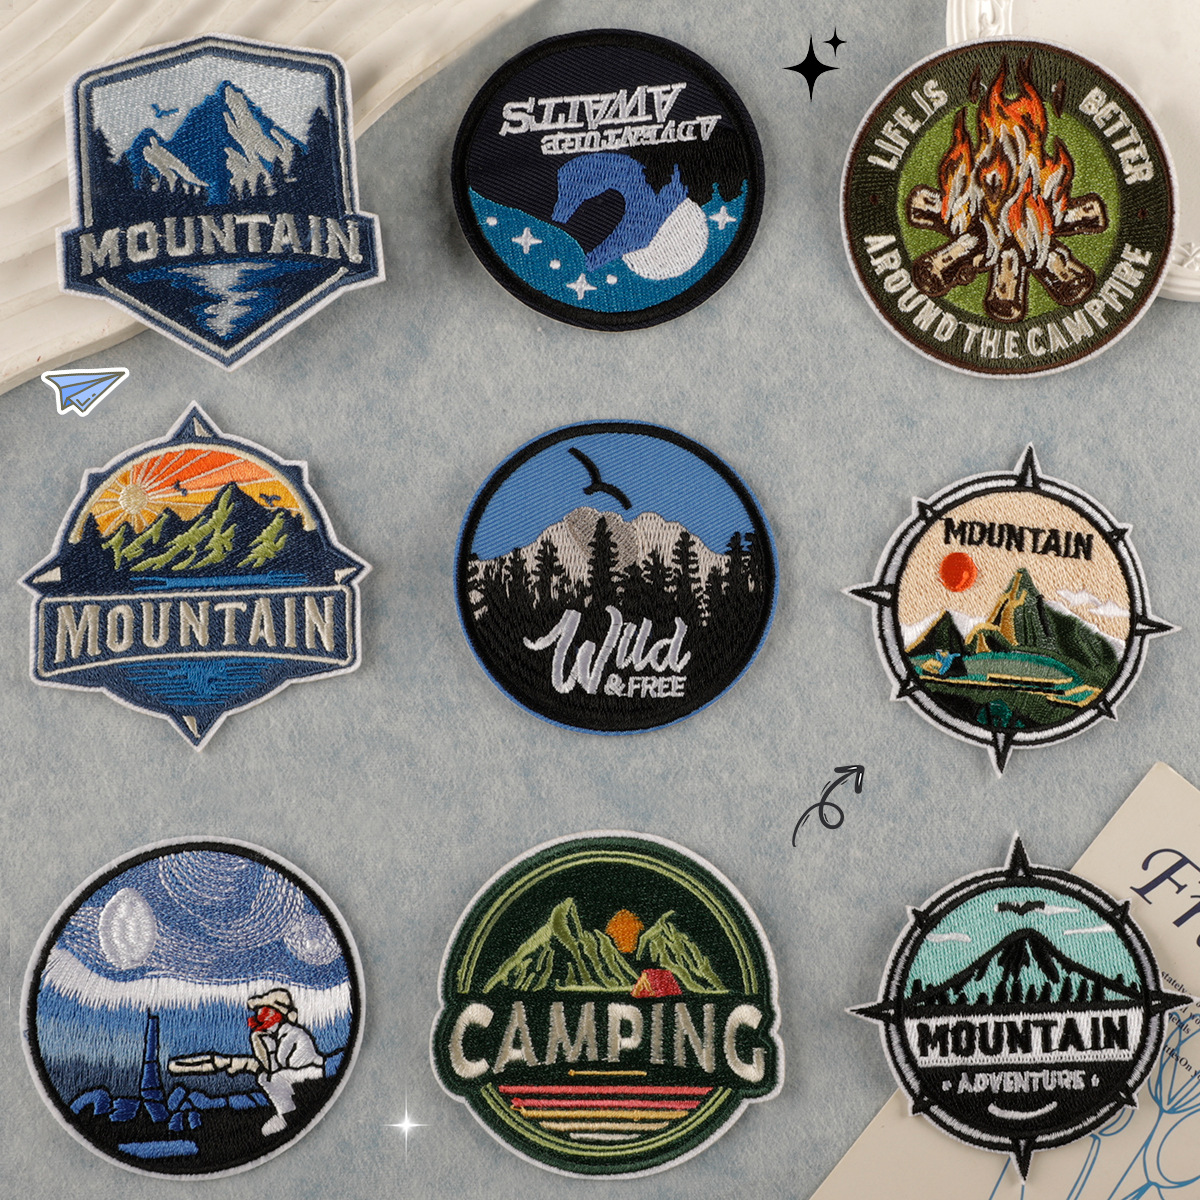 MOUNTAIN
ADVENTURE
AWAITS
LIFE IS
BETTER
AROUND THE CAMPFIRE
MOUNTAIN
Wild
& FREE
MOUNTAIN
CAMPING
MOUNTAIN
• ADVENTURE •